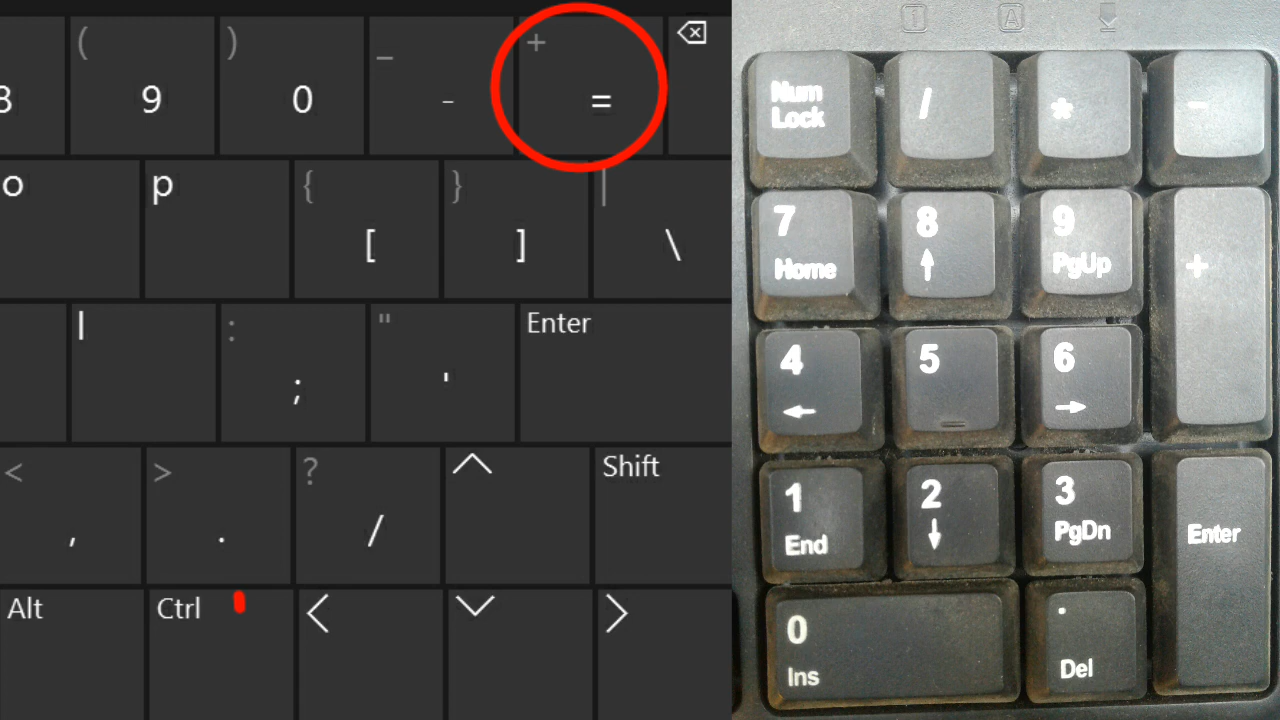 ( ) _ +
8 9 0 - =
o p { } |
[ ] \
l : " Enter
; '
< > ? Shift
, . /
Alt Ctrl
1 A
Num Lock / * -
7 8 9 +
Home PgUp
4 5 6
1 2 3
End PgDn Enter
0 .
Ins Del